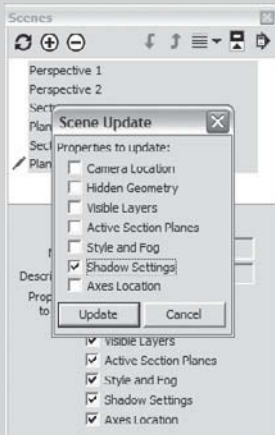 Scenes
Perspective 1
Perspective 2
Sect
Plan
Sect
Plan
Scene Update
Properties to update:
Camera Location
Hidden Geometry
Visible Layers
Active Section Planes
Style and Fog
Shadow Settings
Axes Location
Update
Cancel
Descri
Prop
to
Visible Layers
Active Section Planes
Style and Fog
Shadow Settings
Axes Location